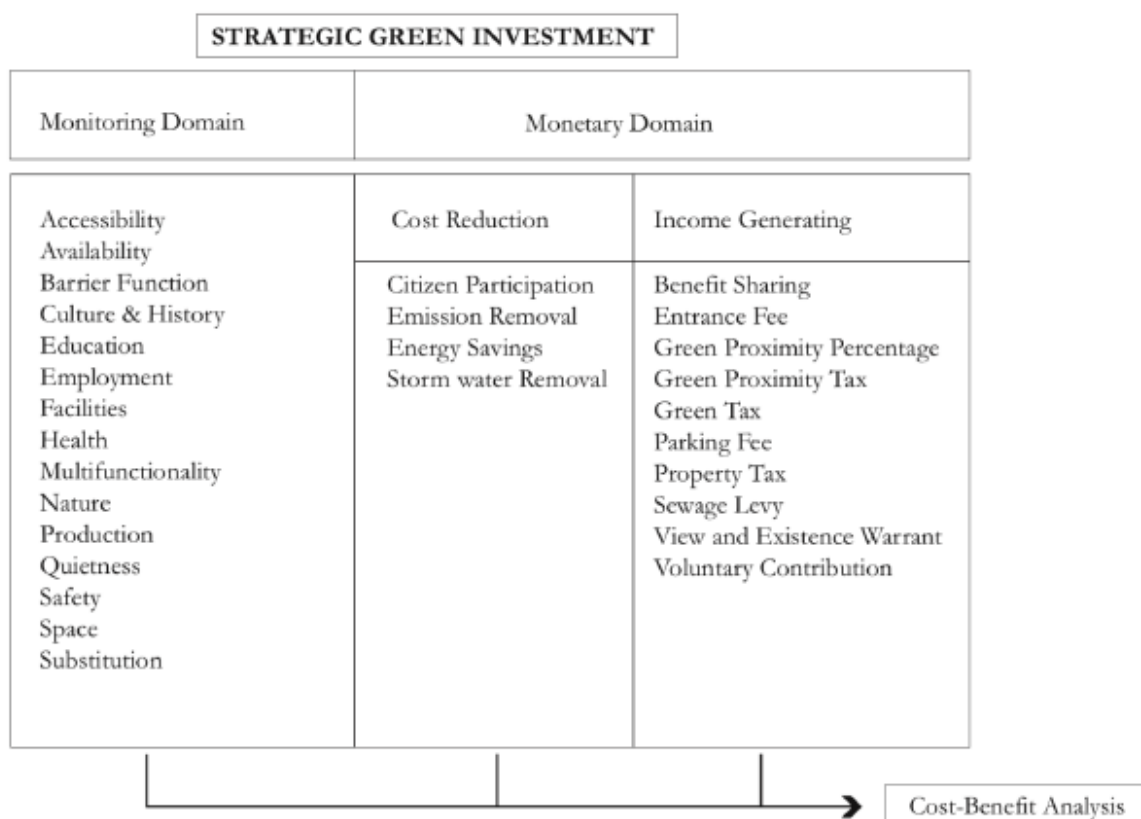 STRATEGIC GREEN INVESTMENT
Monitoring Domain
Monetary Domain
Accessibility
Availability
Barrier Function
Culture & History
Education
Employment
Facilities
Health
Multifunctionality
Nature
Production
Quietness
Safety
Space
Substitution
Cost Reduction
Citizen Participation
Emission Removal
Energy Savings
Storm water Removal
Income Generating
Benefit Sharing
Entrance Fee
Green Proximity Percentage
Green Proximity Tax
Green Tax
Parking Fee
Property Tax
Sewage Levy
View and Existence Warrant
Voluntary Contribution
Cost-Benefit Analysis